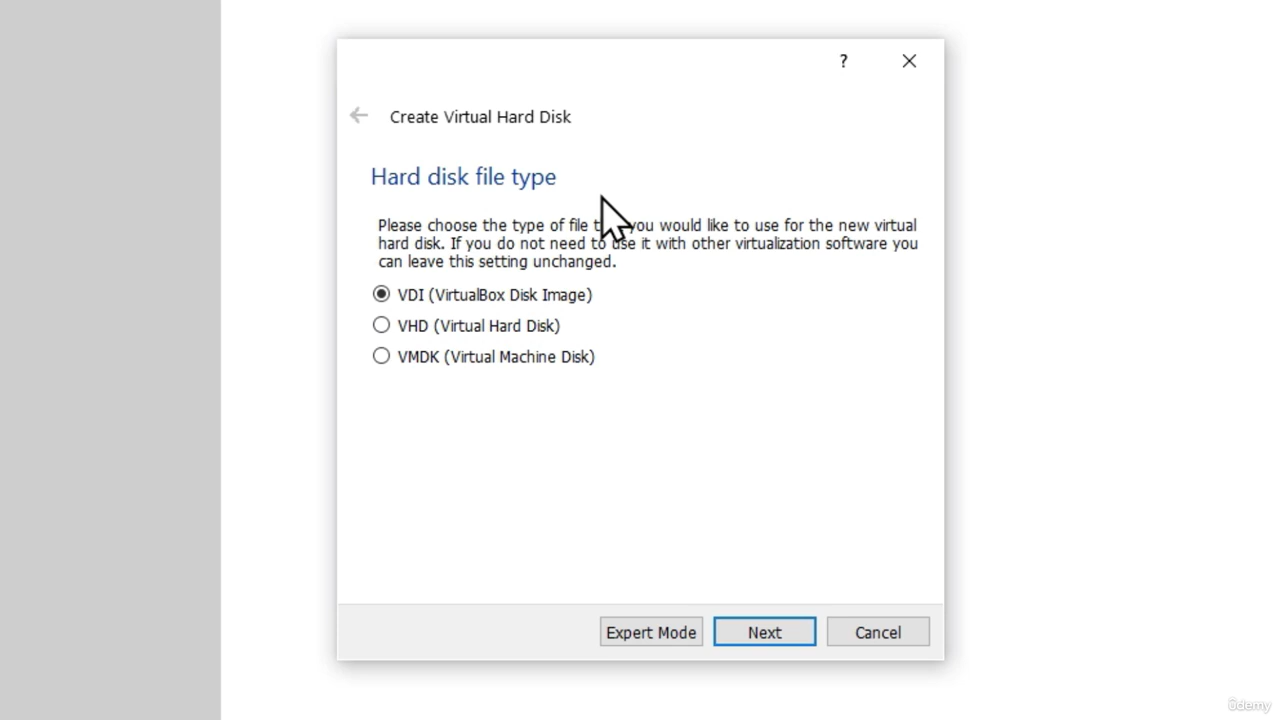 ?
Create Virtual Hard Disk
Hard disk file type
Please choose the type of file you would like to use for the new virtual
hard disk. If you do not need to use it with other virtualization software you
can leave this setting unchanged.
VDI (VirtualBox Disk Image)
VHD (Virtual Hard Disk)
VMDK (Virtual Machine Disk)
Expert Mode
Next
Cancel
ûdemy